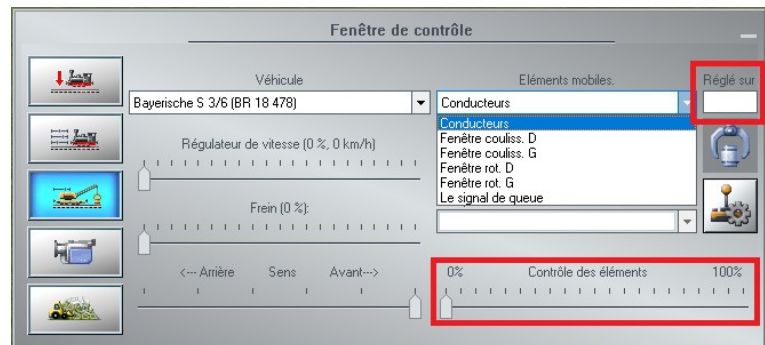 Fenêtre de contrôle
Véhicule
Eléments mobiles.
Réglé sur
Bayerische S 3/6 (BR 18 478)
Conducteurs
Conducteurs
Fenêtre couliss. D
Fenêtre couliss. G
Fenêtre rot. D
Fenêtre rot. G
Le signal de queue
Régulateur de vitesse (0 %, 0 km/h)
Frein (0 %):
<--- Arrière Sens Avant--->
0% Contrôle des éléments 100%